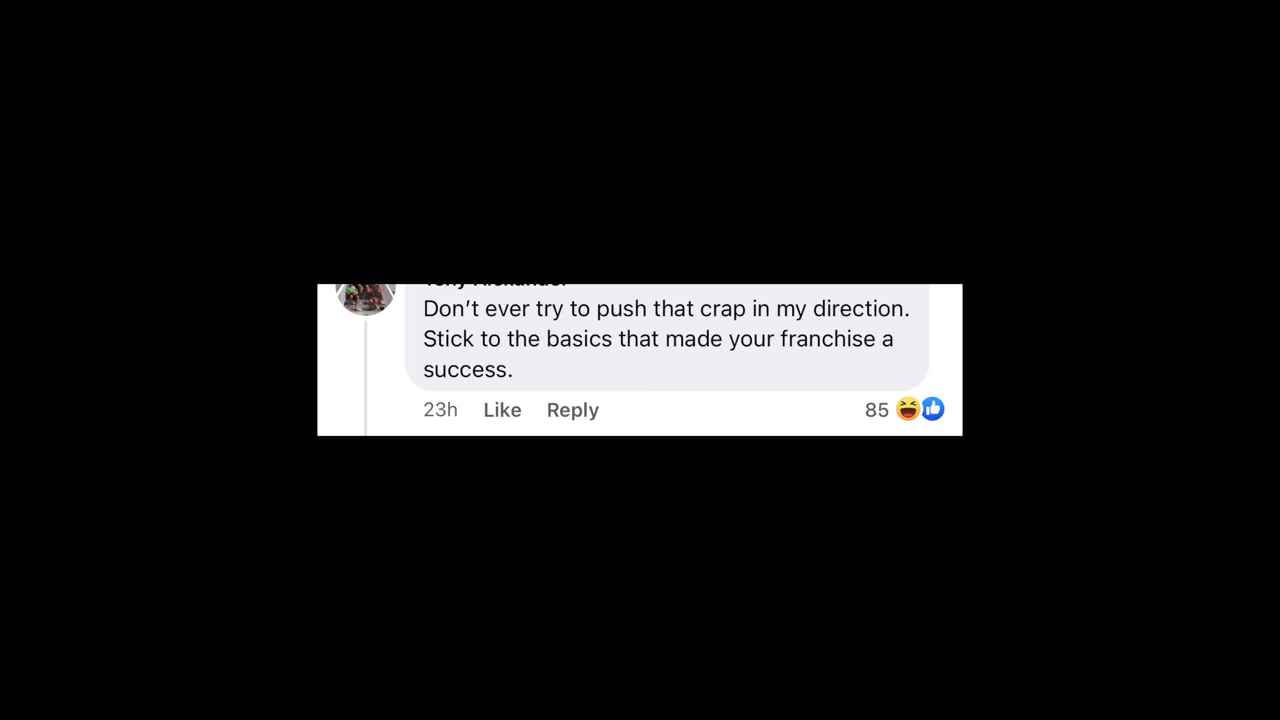 Don’t ever try to push that crap in my direction.
Stick to the basics that made your franchise a
success.
23h Like Reply 85